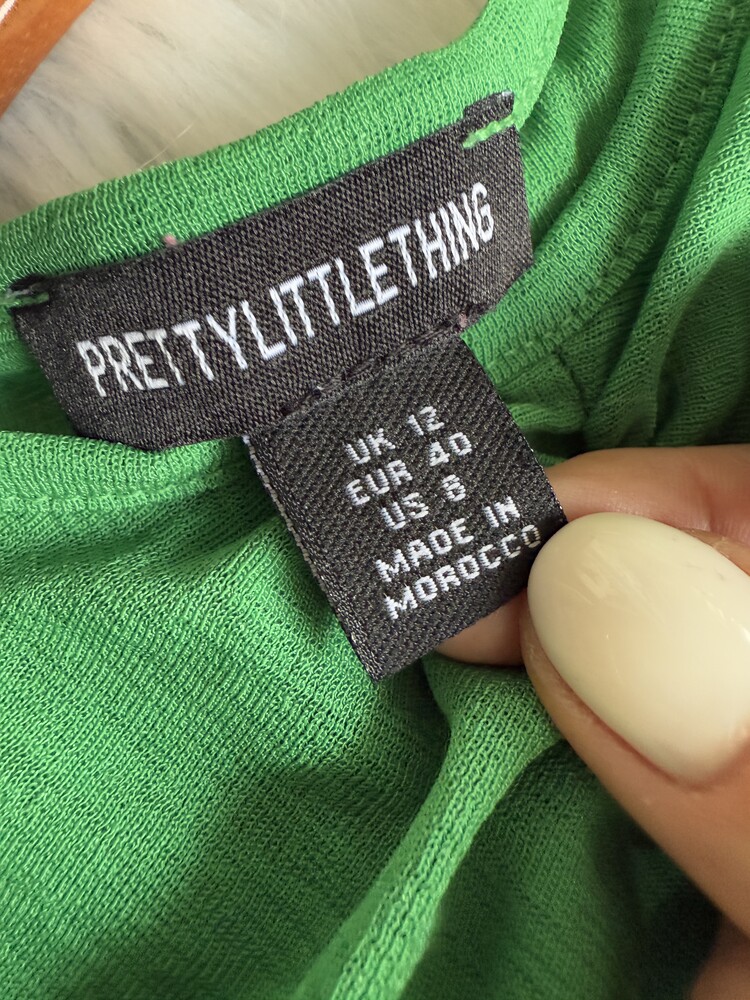 PRETTYLITTLETHING
UK 12
EUR 40
US 8
MADE IN
MOROCCO